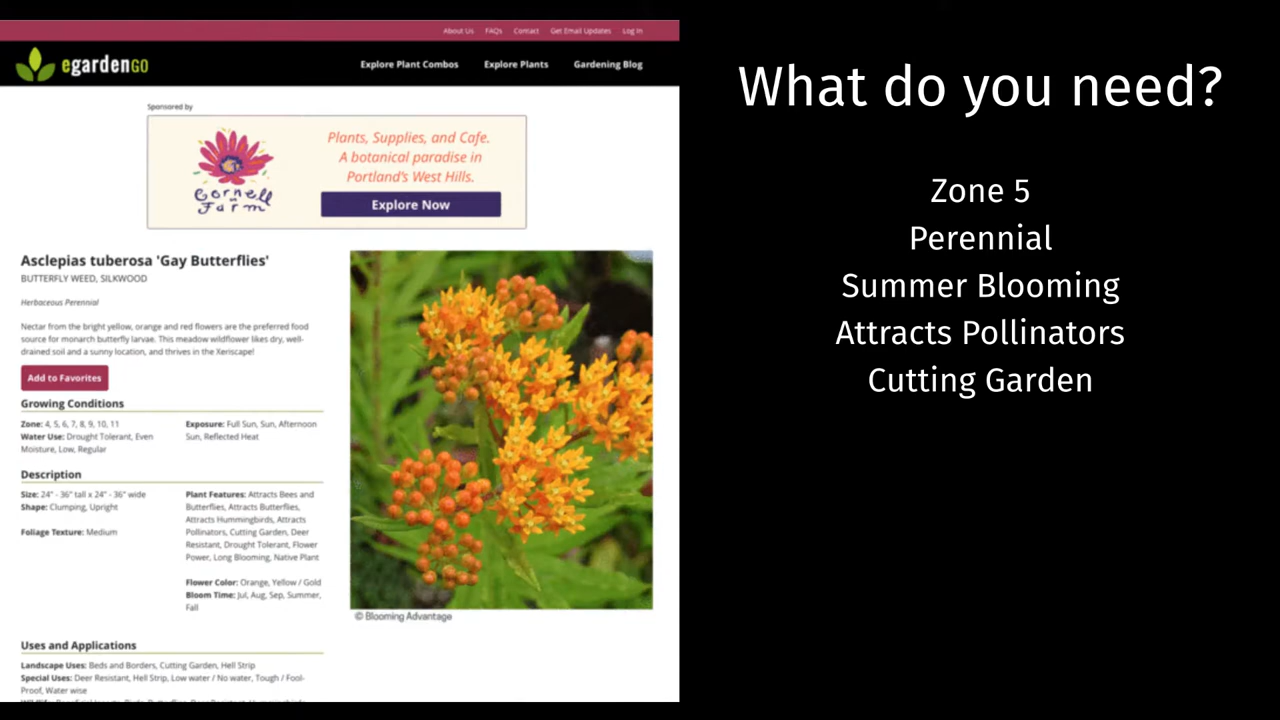 About Us FAQs Contact Get Email Updates Log In
egardenGO
Explore Plant Combos Explore Plants Gardening Blog
Sponsored by
Cornell
Farm
Plants, Supplies, and Cafe.
A botanical paradise in
Portland's West Hills.
Explore Now
Asclepias tuberosa 'Gay Butterflies'
BUTTERFLY WEED, SILKWOOD
Herbaceous Perennial
Nectar from the bright yellow, orange and red flowers are the preferred food
source for monarch butterfly larvae. This meadow wildflower likes dry, well-
drained soil and a sunny location, and thrives in the Xeriscape!
Add to Favorites
Growing Conditions
Zone: 4, 5, 6, 7, 8, 9, 10, 11
Water Use: Drought Tolerant, Even
Moisture, Low, Regular
Exposure: Full Sun, Sun, Afternoon
Sun, Reflected Heat
Description
Size: 24" - 36" tall x 24" - 36" wide
Shape: Clumping, Upright
Foliage Texture: Medium
Plant Features: Attracts Bees and
Butterflies, Attracts Butterflies,
Attracts Hummingbirds, Attracts
Pollinators, Cutting Garden, Deer
Resistant, Drought Tolerant, Flower
Power, Long Blooming, Native Plant
Flower Color: Orange, Yellow / Gold
Bloom Time: Jul, Aug, Sep, Summer,
Fall
© Blooming Advantage
Uses and Applications
Landscape Uses: Beds and Borders, Cutting Garden, Hell Strip
Special Uses: Deer Resistant, Hell Strip, Low water / No water, Tough / Fool-
Proof, Water wise
What do you need?
Zone 5
Perennial
Summer Blooming
Attracts Pollinators
Cutting Garden